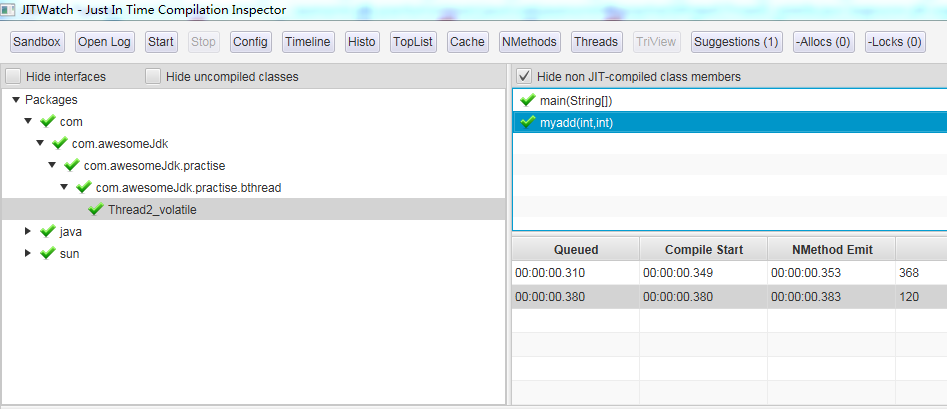 JITWatch - Just In Time Compilation Inspector
Sandbox Open Log Start Stop Config Timeline Histo TopList Cache NMethods Threads TriView Suggestions (1) -Allocs (0) -Locks (0)
Hide interfaces Hide uncompiled classes
Packages
com
com.awesomeJdk
com.awesomeJdk.practise
com.awesomeJdk.practise.bthread
Thread2_volatile
java
sun
Hide non JIT-compiled class members
main(String[])
myadd(int,int)
Queued Compile Start NMethod Emit
00:00:00.310 00:00:00.349 00:00:00.353 368
00:00:00.380 00:00:00.380 00:00:00.383 120